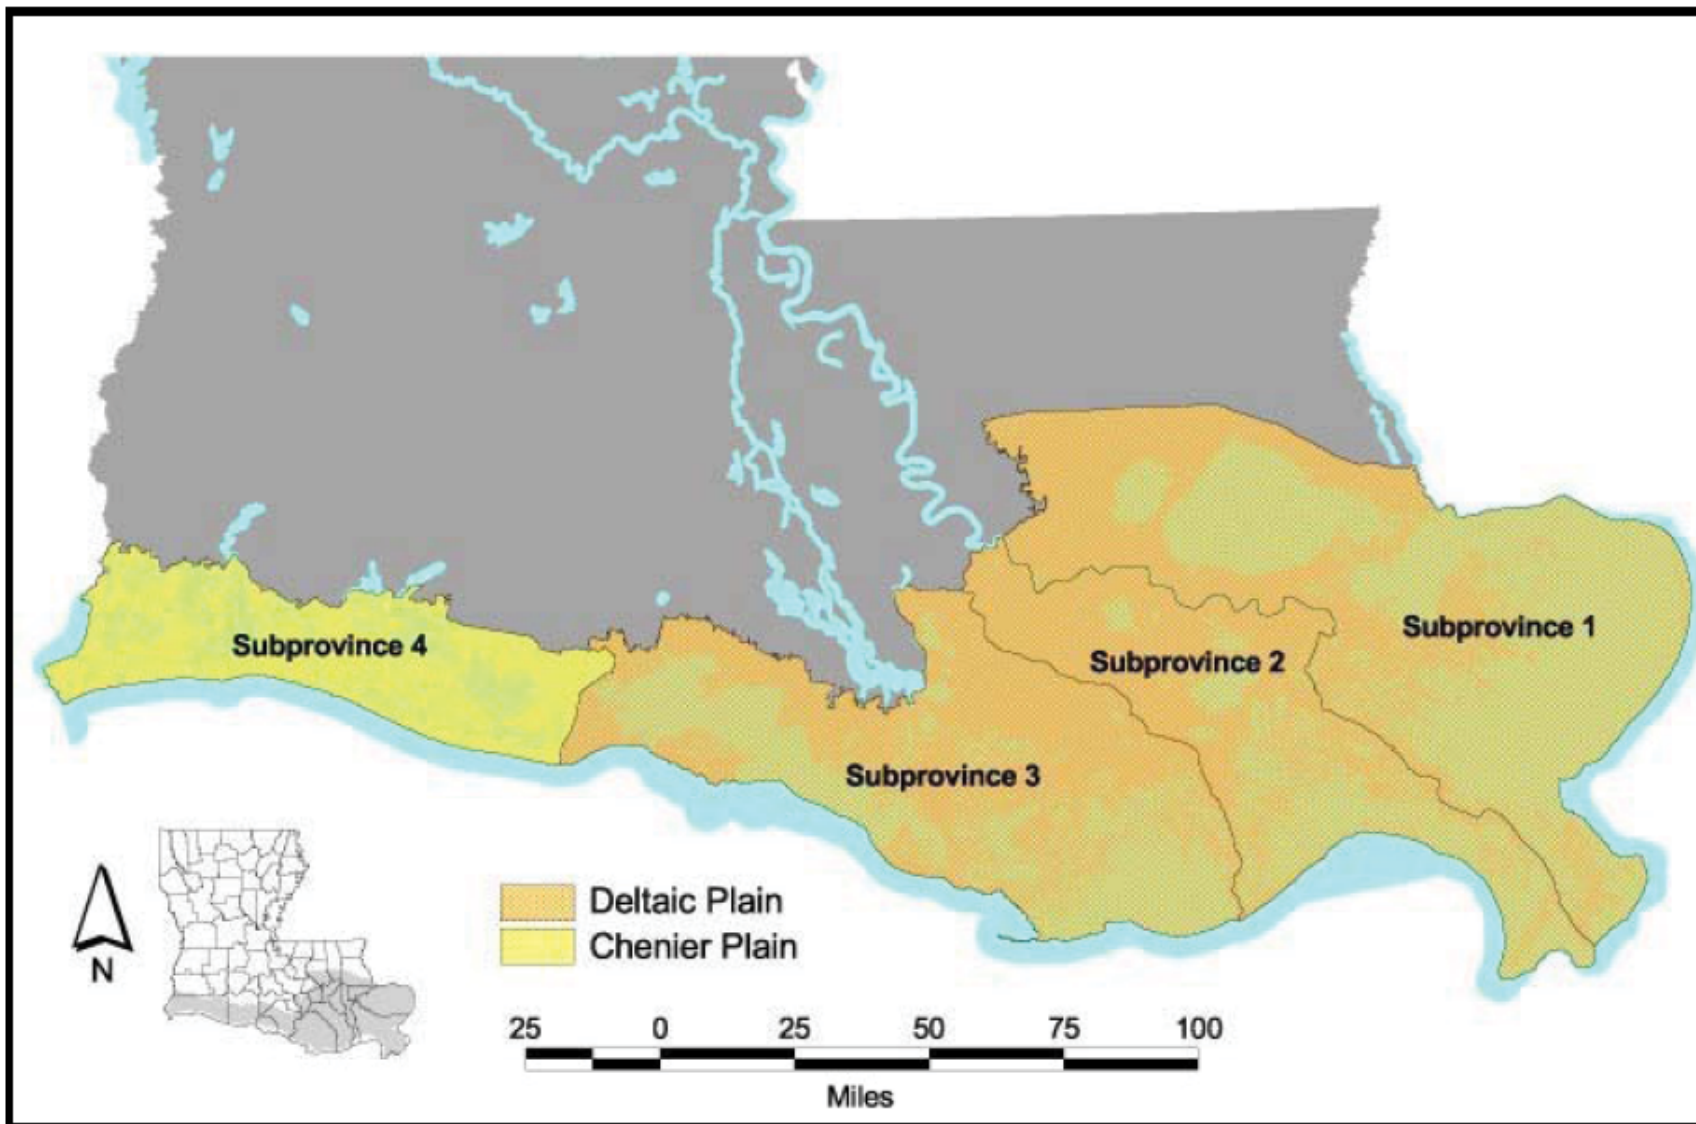 Subprovince 1
Subprovince 4
Subprovince 2
Subprovince 3
Deltaic Plain
Chenier Plain
N
25 0 25 50 75 100
Miles